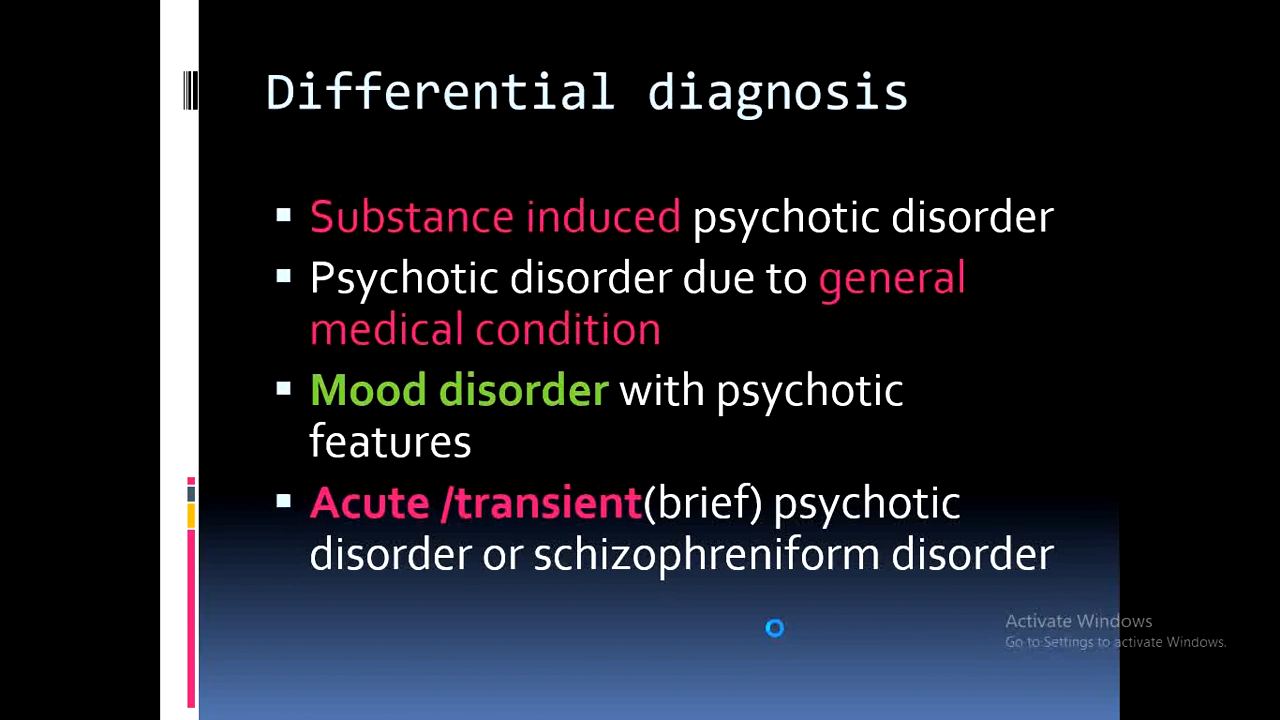 Differential diagnosis
Substance induced psychotic disorder
Psychotic disorder due to general
medical condition
Mood disorder with psychotic
features
Acute /transient(brief) psychotic
disorder or schizophreniform disorder
Activate Windows
Go to Settings to activate Windows.